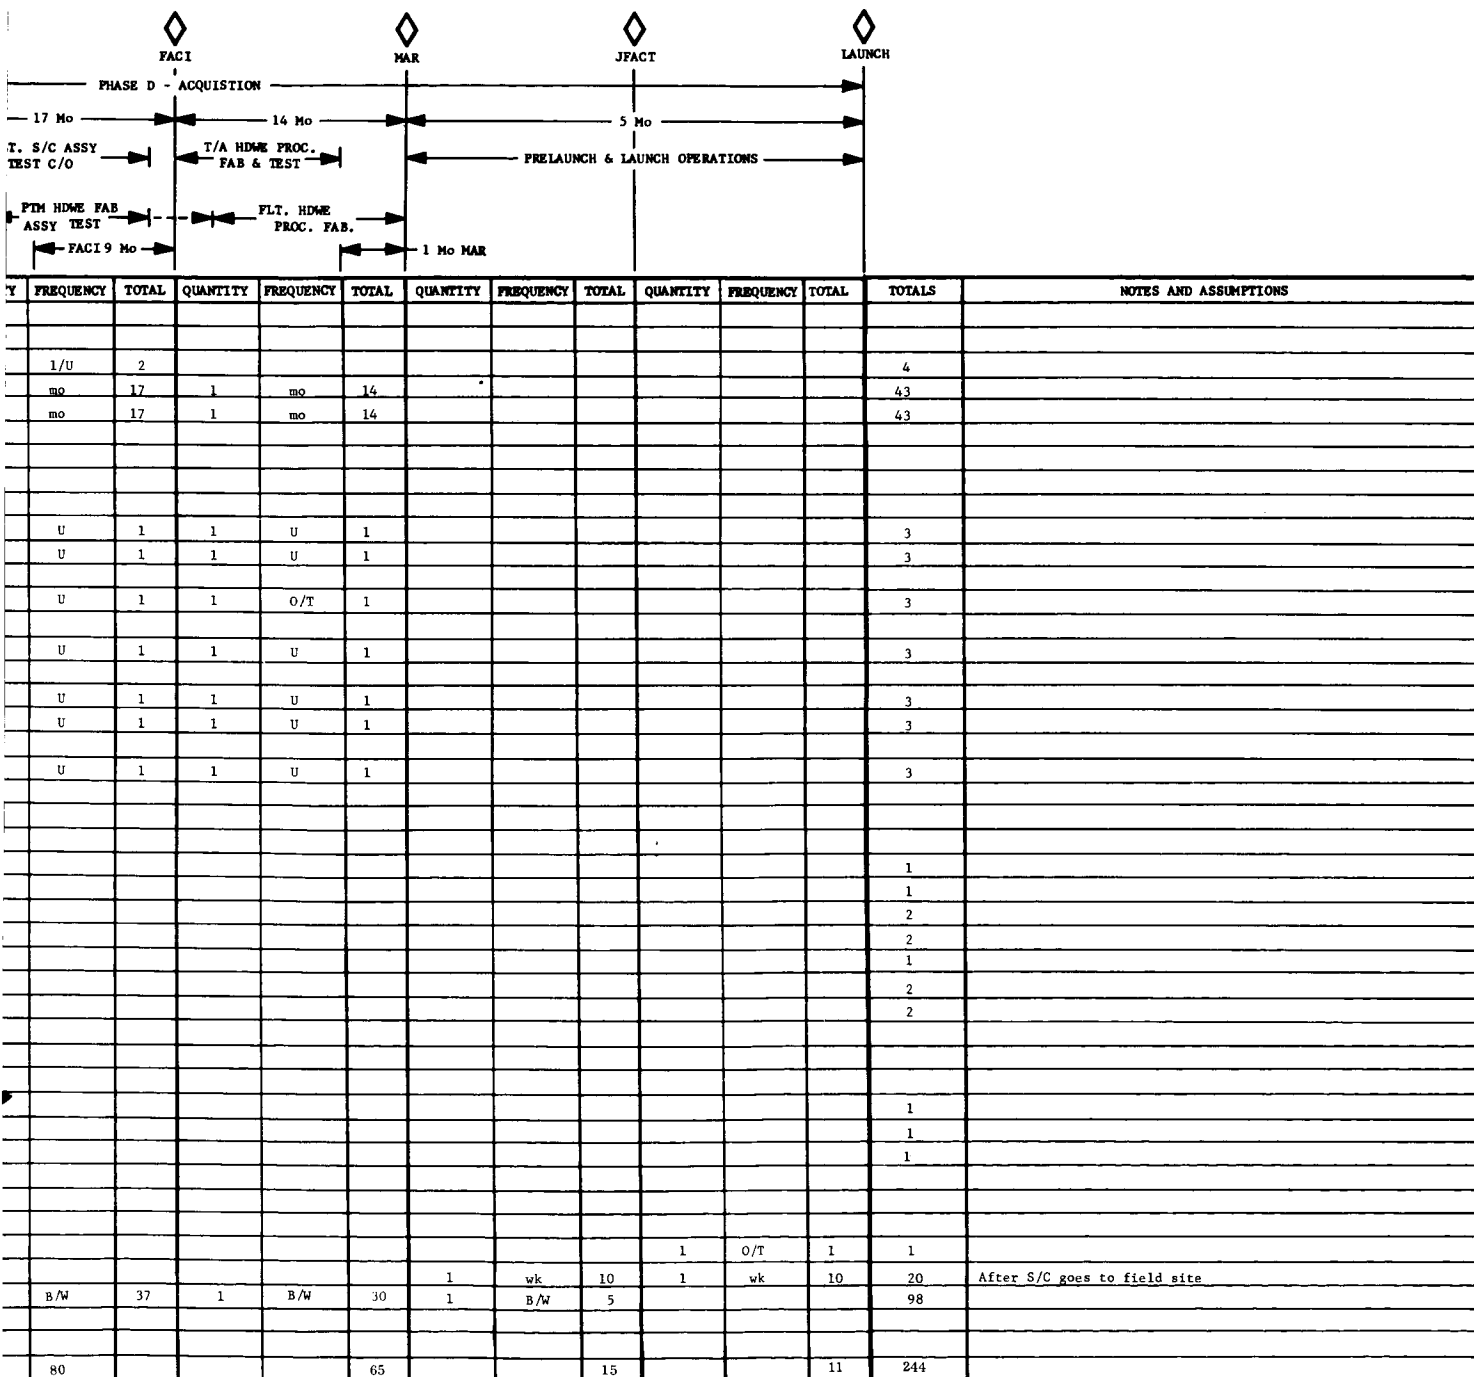 FACI MAR JFACT LAUNCH
PHASE D - ACQUISTION
17 Mo 14 Mo 5 Mo
T. S/C ASSY T/A HDWE PROC.
TEST C/O FAB & TEST PRELAUNCH & LAUNCH OPERATIONS
PTM HDWE FAB FLT. HDWE
ASSY TEST PROC. FAB.
FACI 9 Mo 1 Mo MAR
Y FREQUENCY TOTAL QUANTITY FREQUENCY TOTAL QUANTITY FREQUENCY TOTAL QUANTITY FREQUENCY TOTAL TOTALS NOTES AND ASSUMPTIONS
1/U 2 4
mo 17 1 mo 14 43
mo 17 1 mo 14 43
U 1 1 U 1 3
U 1 1 U 1 3
U 1 1 O/T 1 3
U 1 1 U 1 3
U 1 1 U 1 3
U 1 1 U 1 3
U 1 1 U 1 3
1
1
2
2
1
2
2
1
1
1
1 O/T 1 1
1 wk 10 1 wk 10 20 After S/C goes to field site
B/W 37 1 B/W 30 1 B/W 5 98
80 65 15 11 244